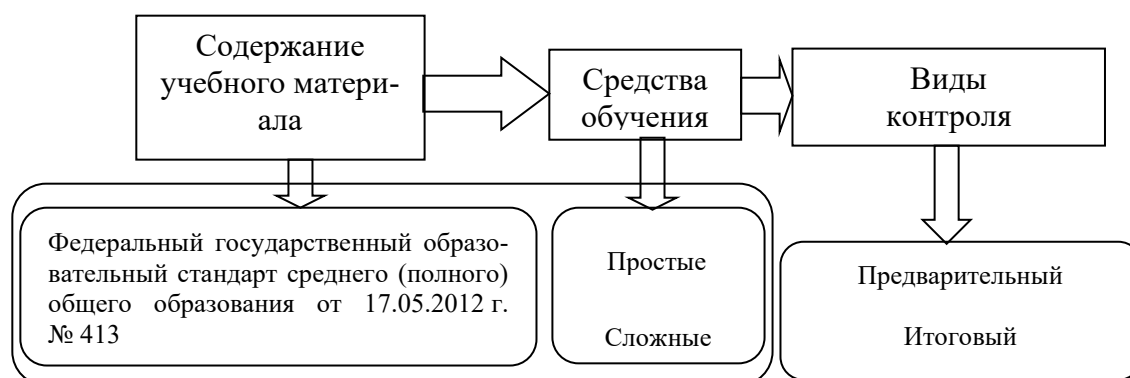 Содержание
учебного матери-
ала
Средства
обучения
Виды
контроля
Федеральный государственный образо-
вательный стандарт среднего (полного)
общего образования от 17.05.2012 г.
№ 413
Простые
Сложные
Предварительный
Итоговый